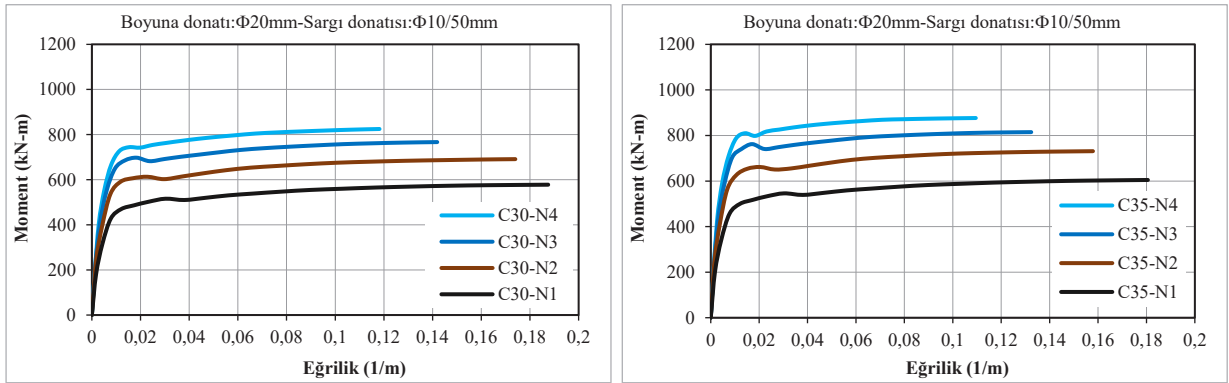 Boyuna donatı:Φ20mm-Sargı donatısı:Φ10/50mm
Moment (kN-m)
1200
1000
800
600
400
200
0
C30-N4
C30-N3
C30-N2
C30-N1
0 0,02 0,04 0,06 0,08 0,1 0,12 0,14 0,16 0,18 0,2
Eğrilik (1/m)
Boyuna donatı:Φ20mm-Sargı donatısı:Φ10/50mm
Moment (kN-m)
1200
1000
800
600
400
200
0
C35-N4
C35-N3
C35-N2
C35-N1
0 0,02 0,04 0,06 0,08 0,1 0,12 0,14 0,16 0,18 0,2
Eğrilik (1/m)